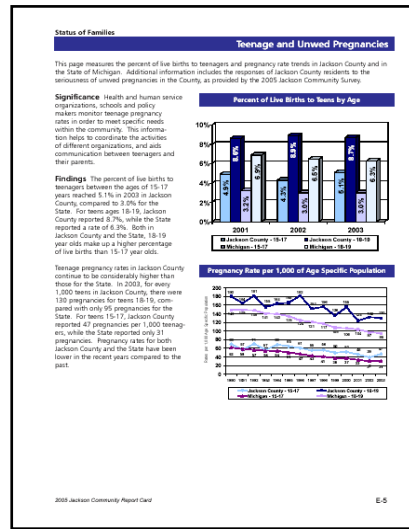 Status of Families
Teenage and Unwed Pregnancies
This page measures the percent of live births to teenagers and pregnancy rate trends in Jackson County and in
the State of Michigan. Additional information includes the responses of Jackson County residents to the
seriousness of unwed pregnancies in the County, as provided by the 2005 Jackson Community Survey.
Significance Health and human service
organizations, schools and policy
makers monitor teenage pregnancy
rates in order to meet specific needs
within the community. This informa-
tion helps to coordinate the activities
of different organizations, and aids
communication between teenagers and
their parents.
Findings The percent of live births to
teenagers between the ages of 15-17
years reached 5.1% in 2003 in Jackson
County, compared to 3.0% for the
State. For teens ages 18-19, Jackson
County reported 8.7%, while the State
reported a rate of 6.3%. Both in
Jackson County and the State, 18-19
year olds make up a higher percentage
of live births than 15-17 year olds.
Teenage pregnancy rates in Jackson County
continue to be considerably higher than
those for the State. In 2003, for every
1,000 teens in Jackson County, there were
130 pregnancies for teens 18-19, com-
pared with only 95 pregnancies for the
State. For teens 15-17, Jackson County
reported 47 pregnancies per 1,000 teenag-
ers, while the State reported only 31
pregnancies. Pregnancy rates for both
Jackson County and the State have been
lower in the recent years compared to the
past.
Percent of Live Births to Teens by Age
10%
8%
6%
4%
2%
0%
4.9% 8.6% 3.2% 6.9% 4.3% 8.9% 3.0% 6.5% 5.1% 8.7% 3.0% 6.3%
2001 2002 2003
Jackson County - 15-17 Jackson County - 18-19
Michigan - 15-17 Michigan - 18-19
Pregnancy Rate per 1,000 of Age Specific Population
200
180
160
140
120
100
80
60
40
20
0
1990 1991 1992 1993 1994 1995 1996 1997 1998 1999 2000 2001 2002 2003
Jackson County - 15-17 Jackson County - 18-19
Michigan - 15-17 Michigan - 18-19
2005 Jackson Community Report Card
E-5